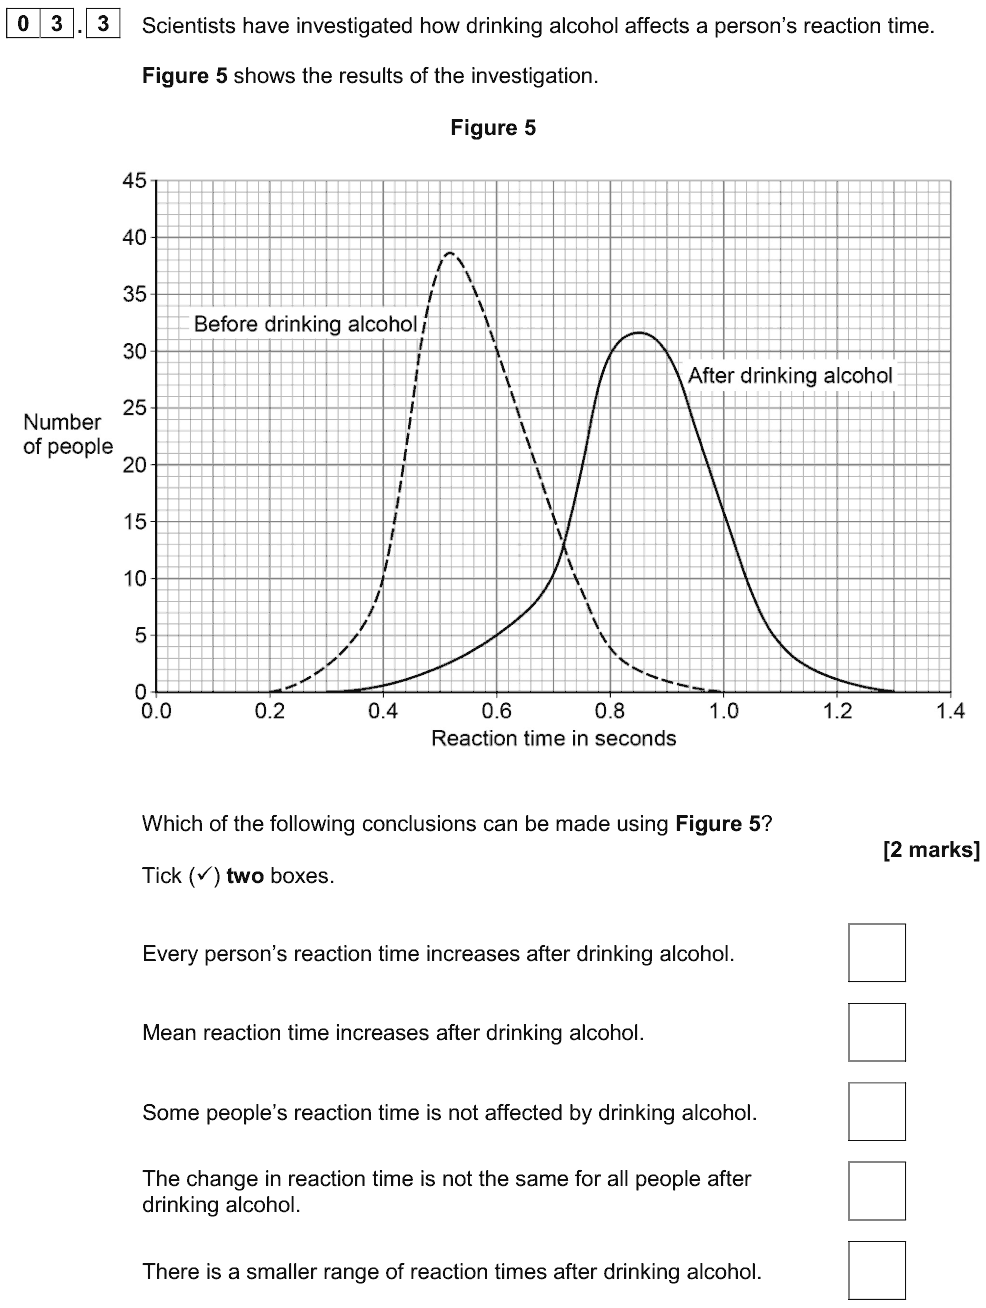 0 3 . 3 Scientists have investigated how drinking alcohol affects a person's reaction time.
Figure 5 shows the results of the investigation.
Figure 5
45
40
35
30
25
20
15
10
5
0
Before drinking alcohol
After drinking alcohol
Number
of people
0.0 0.2 0.4 0.6 0.8 1.0 1.2 1.4
Reaction time in seconds
Which of the following conclusions can be made using Figure 5?
[2 marks]
Tick (✓) two boxes.
Every person's reaction time increases after drinking alcohol.
Mean reaction time increases after drinking alcohol.
Some people's reaction time is not affected by drinking alcohol.
The change in reaction time is not the same for all people after
drinking alcohol.
There is a smaller range of reaction times after drinking alcohol.